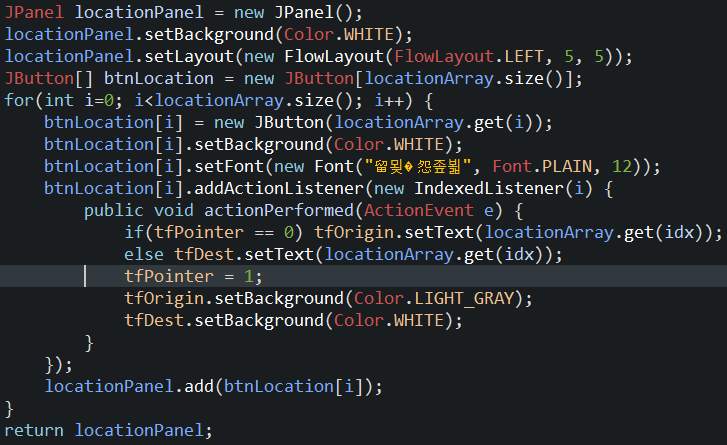 JPanel locationPanel = new JPanel();
locationPanel.setBackground(Color.WHITE);
locationPanel.setLayout(new FlowLayout(FlowLayout.LEFT, 5, 5));
JButton[] btnLocation = new JButton[locationArray.size()];
for(int i=0; i<locationArray.size(); i++) {
    btnLocation[i] = new JButton(locationArray.get(i));
    btnLocation[i].setBackground(Color.WHITE);
    btnLocation[i].setFont(new Font("留묒� 怨좊뵓", Font.PLAIN, 12));
    btnLocation[i].addActionListener(new IndexedListener(i) {
        public void actionPerformed(ActionEvent e) {
            if(tfPointer == 0) tfOrigin.setText(locationArray.get(idx));
            else tfDest.setText(locationArray.get(idx));
            tfPointer = 1;
            tfOrigin.setBackground(Color.LIGHT_GRAY);
            tfDest.setBackground(Color.WHITE);
        }
    });
    locationPanel.add(btnLocation[i]);
}
return locationPanel;